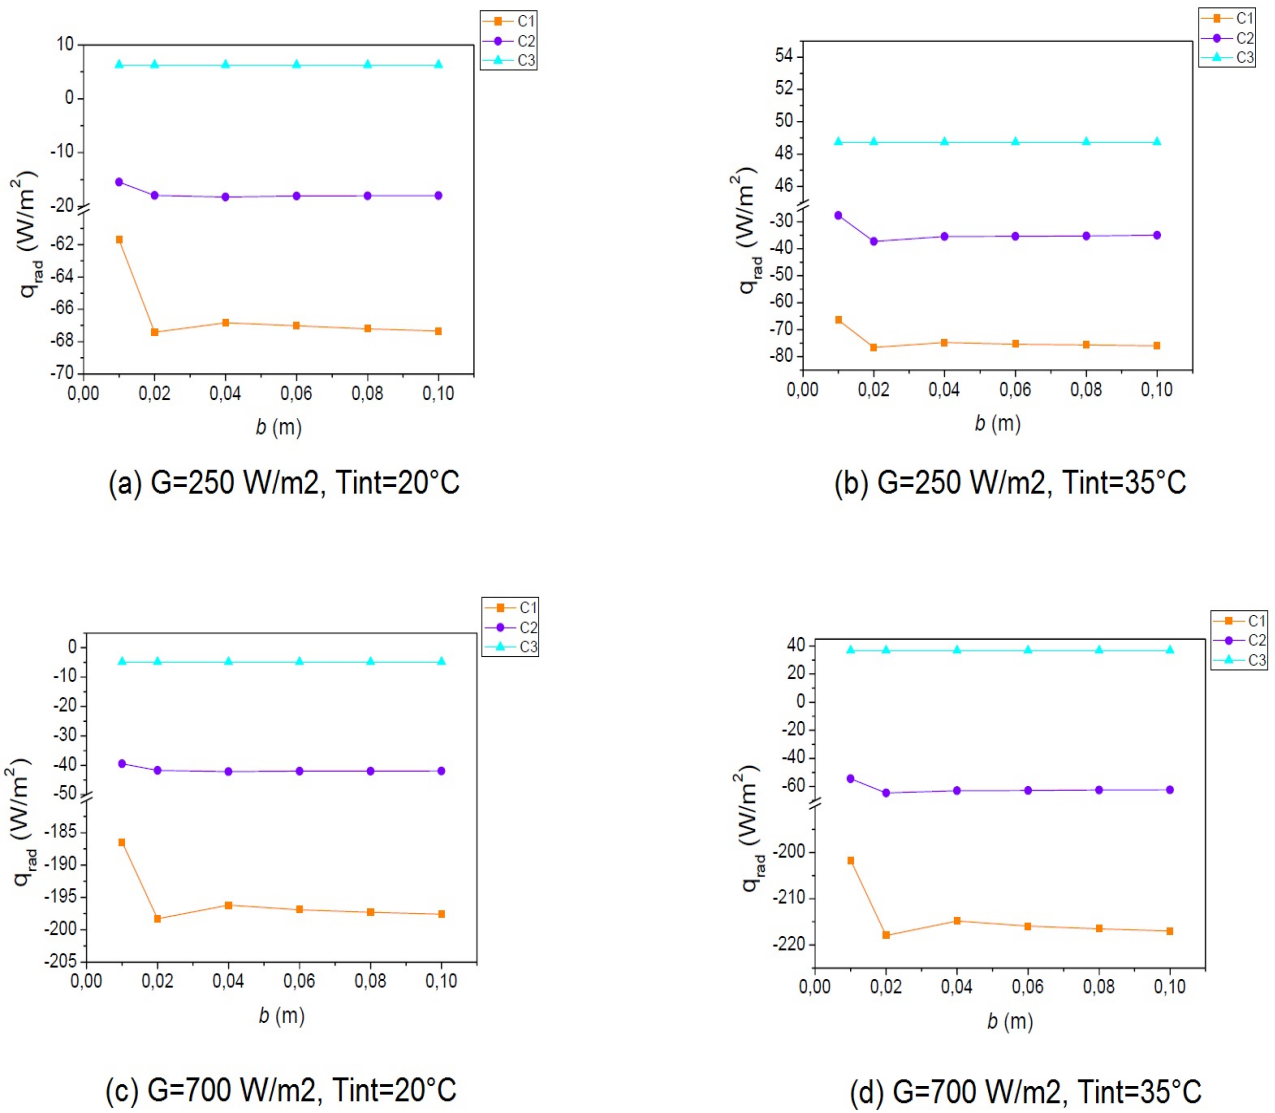 C1
C2
C3
10
0
-10
-20
-62
-64
-66
-68
-70
q_rad (W/m²)
0,00 0,02 0,04 0,06 0,08 0,10
b (m)
(a) G=250 W/m2, Tint=20°C
C1
C2
C3
54
52
50
48
46
-30
-40
-50
-60
-70
-80
q_rad (W/m²)
0,00 0,02 0,04 0,06 0,08 0,10
b (m)
(b) G=250 W/m2, Tint=35°C
C1
C2
C3
0
-10
-20
-30
-40
-50
-185
-190
-195
-200
-205
q_rad (W/m²)
0,00 0,02 0,04 0,06 0,08 0,10
b (m)
(c) G=700 W/m2, Tint=20°C
C1
C2
C3
40
20
0
-20
-40
-60
-200
-210
-220
q_rad (W/m²)
0,00 0,02 0,04 0,06 0,08 0,10
b (m)
(d) G=700 W/m2, Tint=35°C